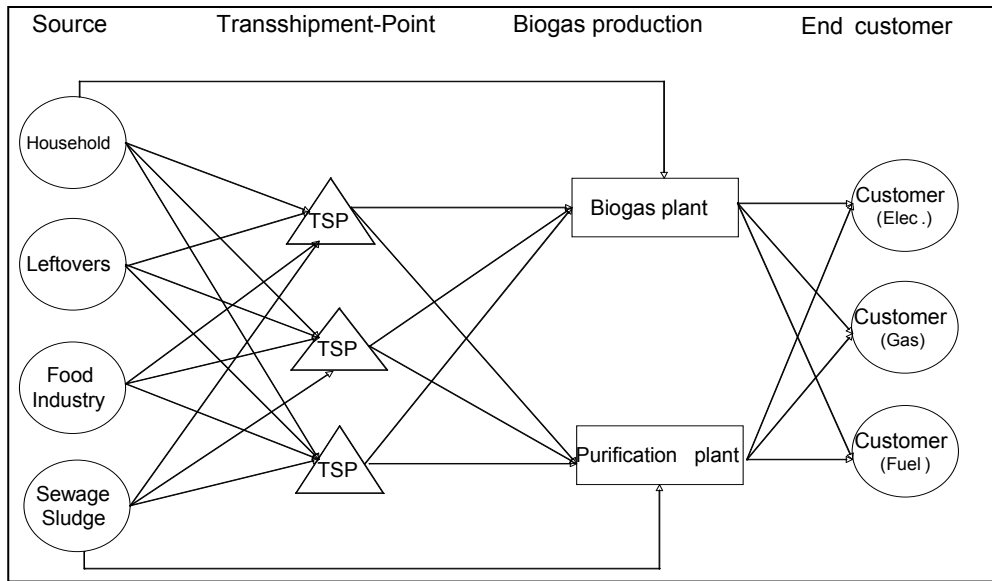 Source Transshipment-Point Biogas production End customer
Household
Leftovers
Food
Industry
Sewage
Sludge
TSP
TSP
TSP
Biogas plant
Purification plant
Customer
(Elec.)
Customer
(Gas)
Customer
(Fuel)